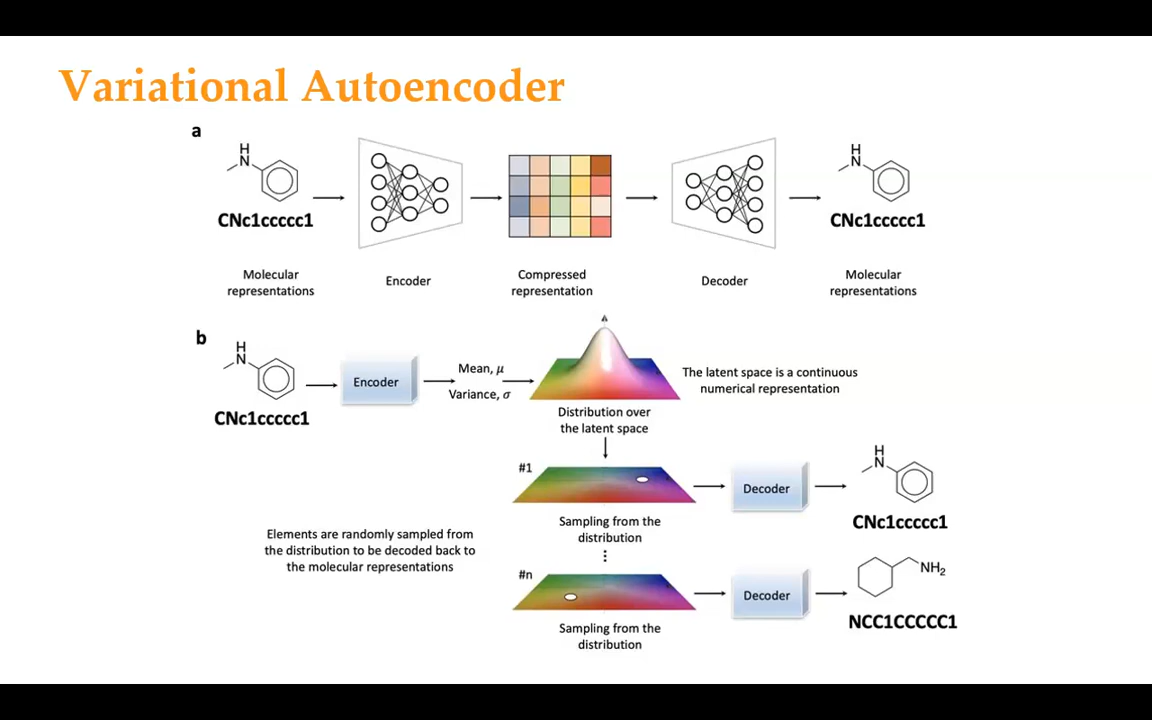 Variational Autoencoder
a
H
N
CNc1ccccc1
H
N
CNc1ccccc1
Molecular
representations
Encoder
Compressed
representation
Decoder
Molecular
representations
b
H
N
CNc1ccccc1
Encoder
Mean, μ
Variance, σ
The latent space is a continuous
numerical representation
Distribution over
the latent space
#1
Decoder
H
N
CNc1ccccc1
Sampling from the
distribution
Elements are randomly sampled from
the distribution to be decoded back to
the molecular representations
#n
Decoder
NH₂
NCC1CCCCC1
Sampling from the
distribution